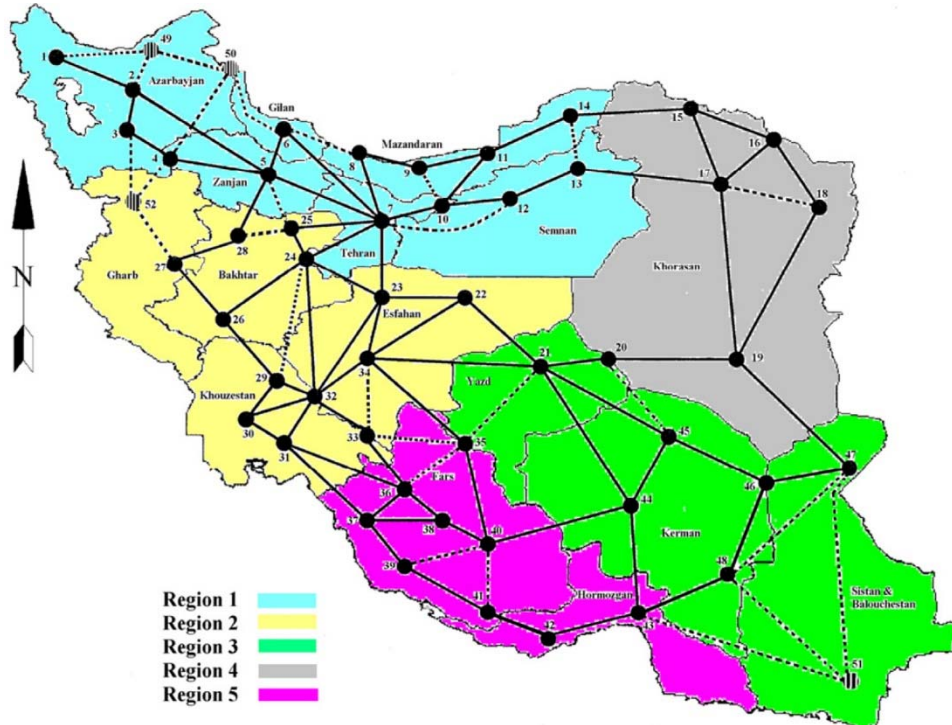 49
50
1
2
Azarbayjan
14
Gilan
6
15
3
Mazandaran
16
4
5
8
9
11
Zanjan
13
17
18
52
7
10
12
25
Tehran
Semnan
28
24
Gharb
27
Bakhtar
Khorasan
N
23
22
Esfahan
26
34
21
20
19
29
Yazd
Khouzestan
32
30
33
45
31
35
47
Fars
36
46
37
38
44
40
Kerman
39
48
Region 1
41
Hormozgan
Sistan &
Balouchestan
Region 2
42
43
Region 3
51
Region 4
Region 5